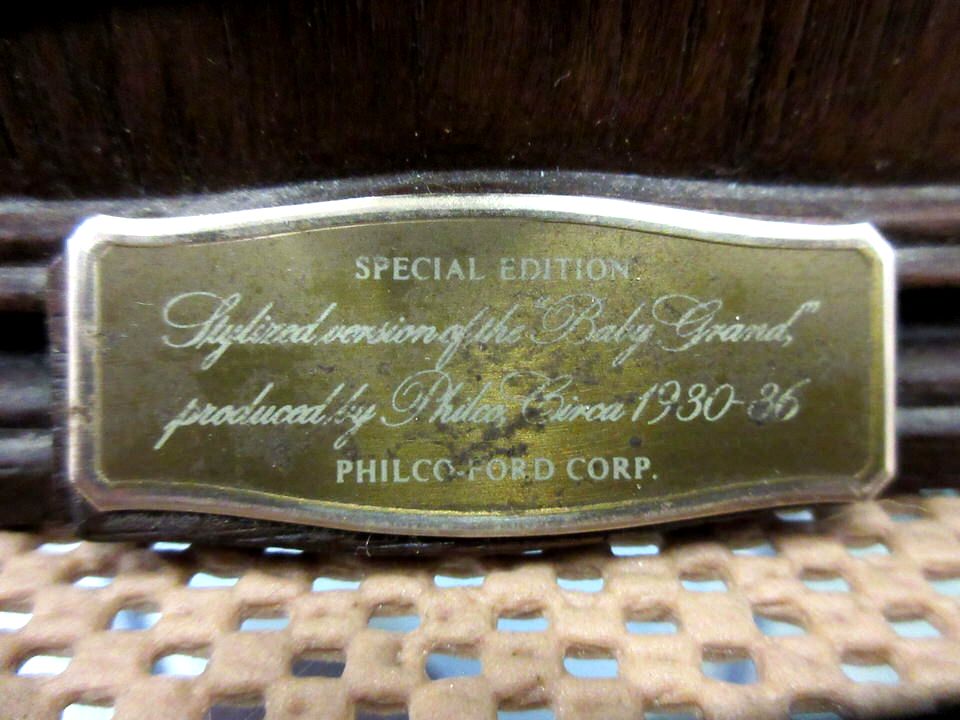 SPECIAL EDITION
Stylized version of the "Baby Grand,"
produced by Philco, Circa 1930-36
PHILCO-FORD CORP.